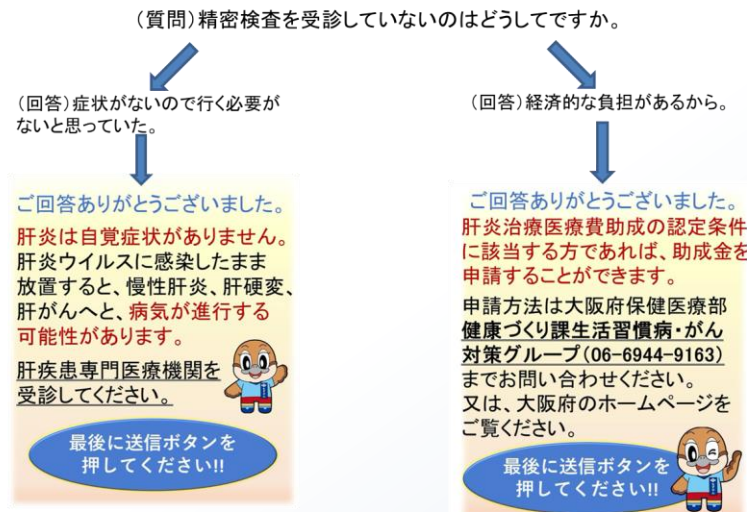 (質問)精密検査を受診していないのはどうしてですか。
(回答)症状がないので行く必要が
ないと思っていた。
ご回答ありがとうございました。
肝炎は自覚症状がありません。
肝炎ウイルスに感染したまま
放置すると、慢性肝炎、肝硬変、
肝がんへと、病気が進行する
可能性があります。
肝疾患専門医療機関を
受診してください。
最後に送信ボタンを
押してください!!
(回答)経済的な負担があるから。
ご回答ありがとうございました。
肝炎治療医療費助成の認定条件
に該当する方であれば、助成金を
申請することができます。
申請方法は大阪府保健医療部
健康づくり課生活習慣病・がん
対策グループ(06-6944-9163)
までお問い合わせください。
又は、大阪府のホームページを
ご覧ください。
最後に送信ボタンを
押してください!!